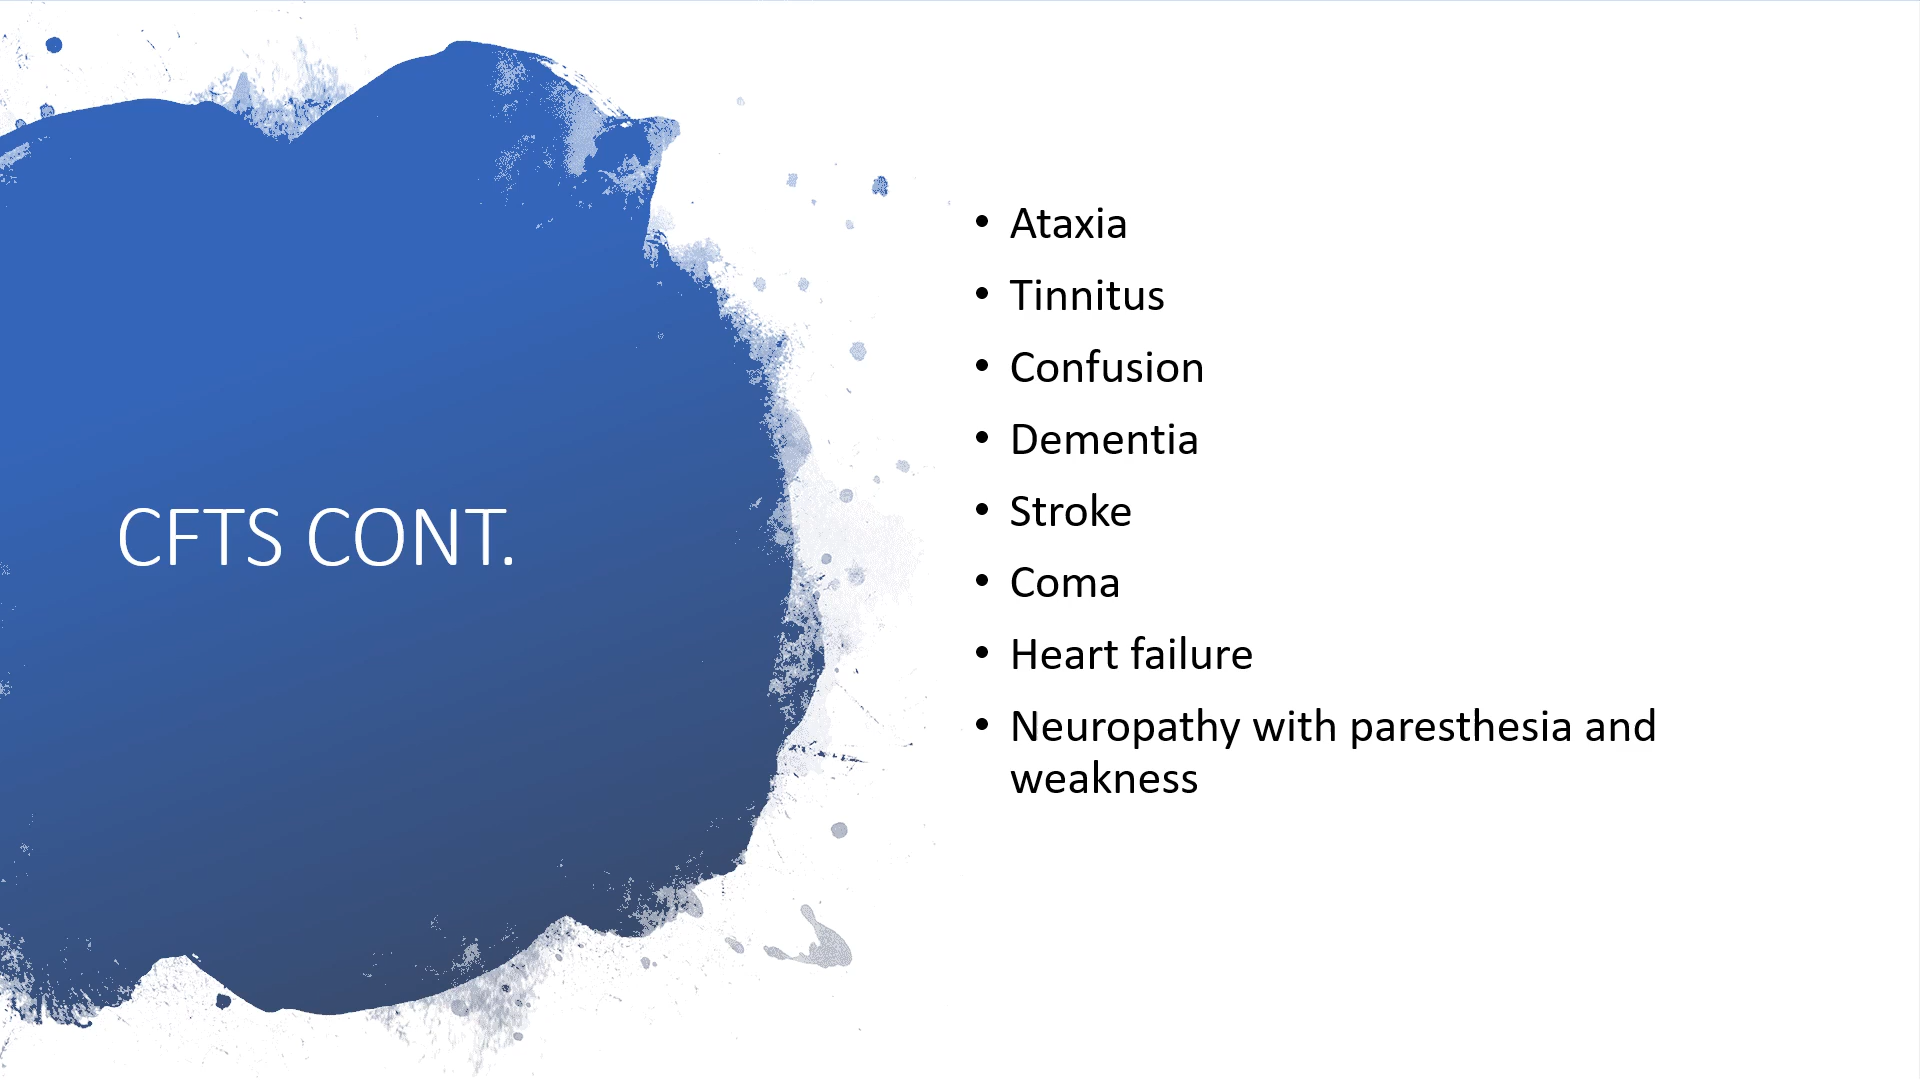 CFTS CONT.
• Ataxia
• Tinnitus
• Confusion
• Dementia
• Stroke
• Coma
• Heart failure
• Neuropathy with paresthesia and
weakness